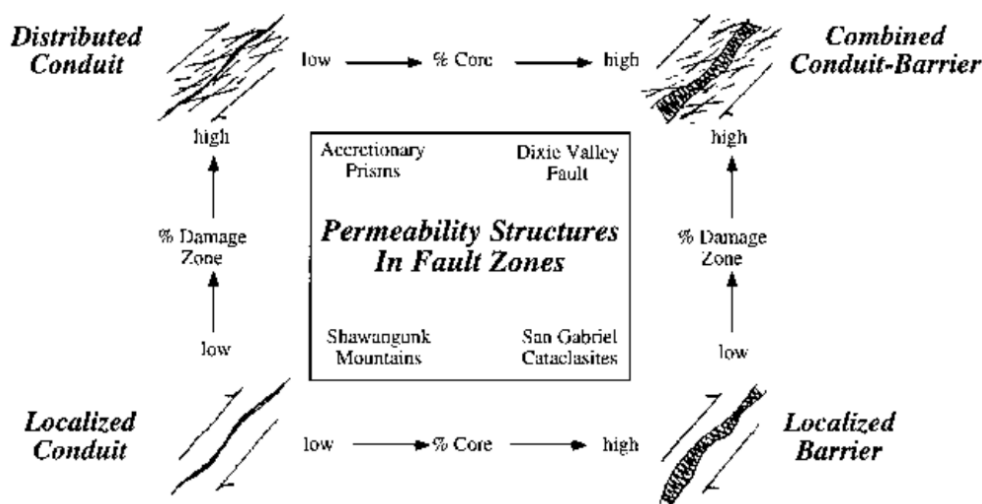 Distributed
Conduit
low
% Core
high
Combined
Conduit-Barrier
high
high
Accretionary
Prisms
Dixie Valley
Fault
% Damage
Zone
Permeability Structures
In Fault Zones
% Damage
Zone
Shawangunk
Mountains
San Gabriel
Cataclasites
low
low
Localized
Conduit
low
% Core
high
Localized
Barrier